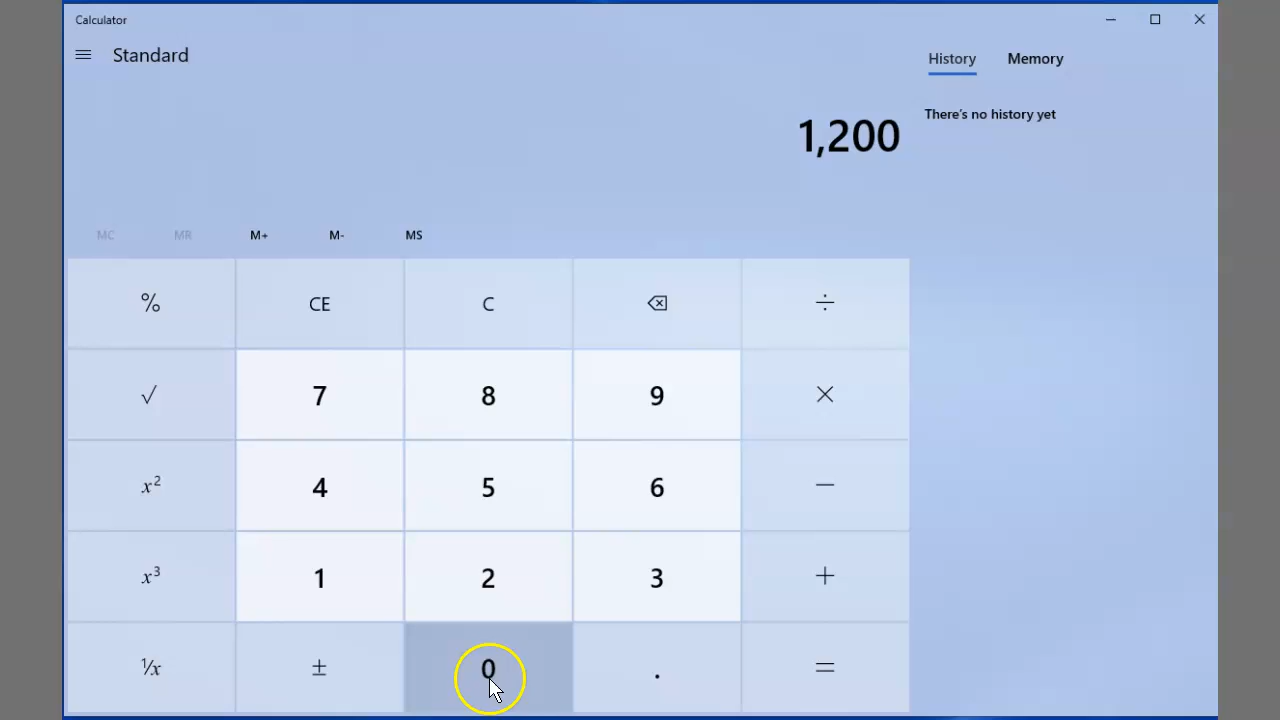 Calculator
Standard
History Memory
There's no history yet
1,200
MC MR M+ M- MS
% CE C ÷
√ 7 8 9 ×
x² 4 5 6 −
x³ 1 2 3 +
¹/x ± 0 . =